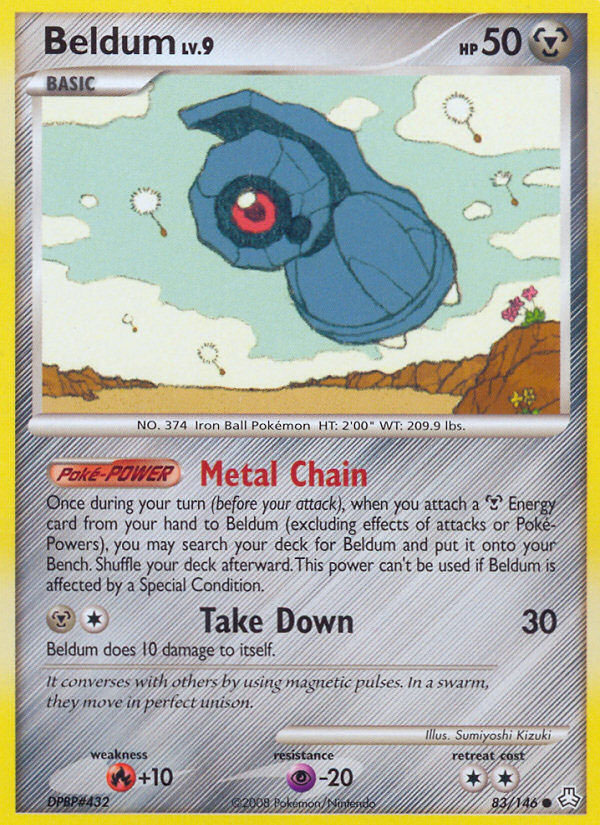 Beldum LV.9 HP 50
BASIC
NO. 374 Iron Ball Pokémon HT: 2'00" WT: 209.9 lbs.
Poké-POWER Metal Chain
Once during your turn (before your attack), when you attach a Energy
card from your hand to Beldum (excluding effects of attacks or Poké-
Powers), you may search your deck for Beldum and put it onto your
Bench. Shuffle your deck afterward. This power can't be used if Beldum is
affected by a Special Condition.
Take Down 30
Beldum does 10 damage to itself.
It converses with others by using magnetic pulses. In a swarm,
they move in perfect unison.
Illus. Sumiyoshi Kizuki
weakness resistance retreat cost
+10 -20
DPBP#432 ©2008 Pokémon/Nintendo 83/146